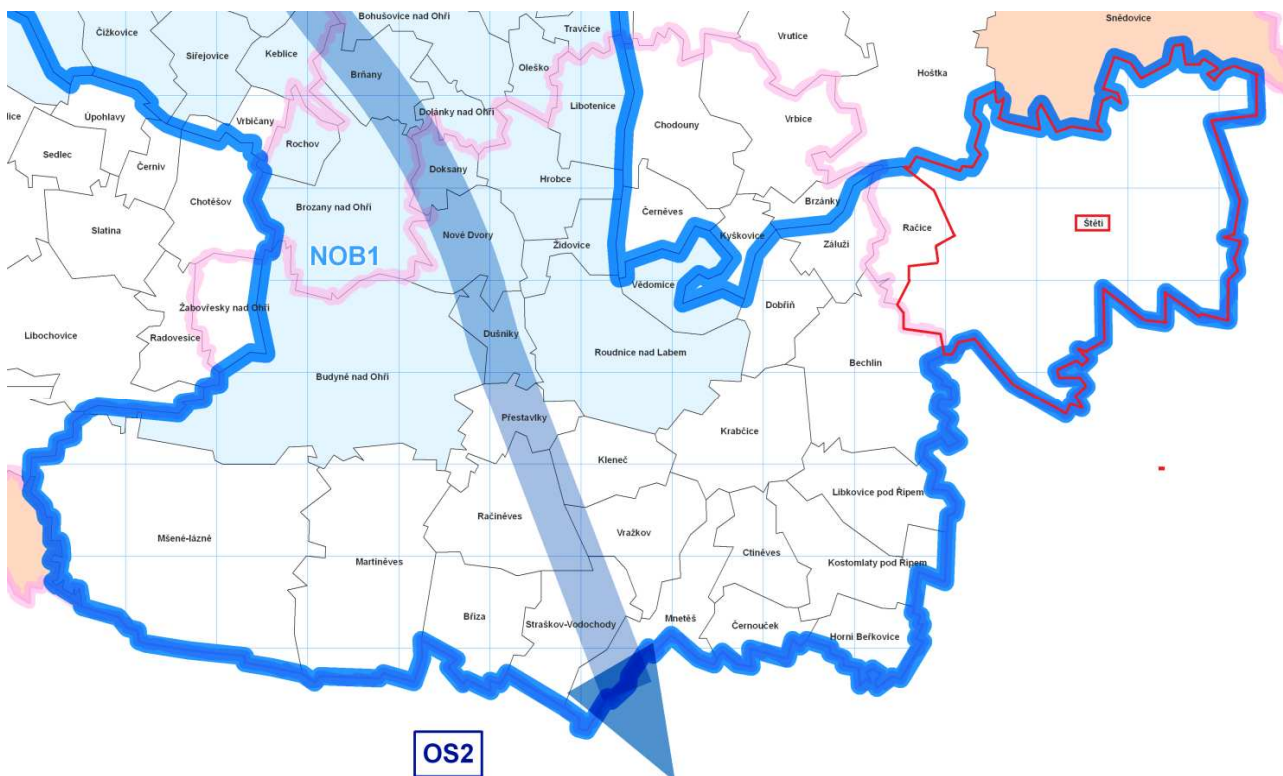 Bohušovice nad Ohří
Snědovice
Travčice
Čížkovice
Vrutice
Keblice
Siřejovice
Hoštka
Oleško
Brňany
Libotenice
Dolánky nad Ohří
Úpohlavy
lice
Vrbičany
Chodouny
Vrbice
Rochov
Sedlec
Černiv
Doksany
Hrobce
Chotěšov
Brzánky
Brozany nad Ohří
Černěves
Štětí
Račice
Slatina
Nové Dvory
Kyškovice
Židovice
Záluží
NOB1
Vědomice
Dobříň
Žabovřesky nad Ohří
Dušníky
Libochovice
Radovesice
Roudnice nad Labem
Bechlín
Budyně nad Ohří
Přestavlky
Krabčice
Kleneč
Libkovice pod Řípem
Račiněves
Vražkov
Mšené-lázně
Ctiněves
Martiněves
Kostomlaty pod Řípem
Bříza
Mnetěš
Straškov-Vodochody
Černouček
Horní Beřkovice
OS2